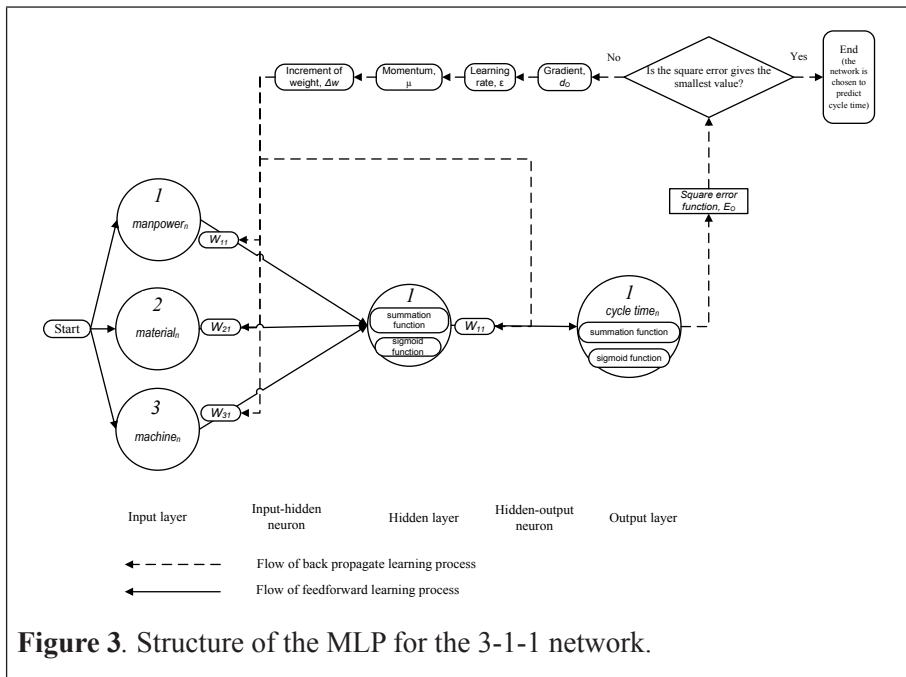 No
Yes
End
(the
network is
chosen to
predict
cycle time)
Is the square error gives the
smallest value?
Gradient,
dO
Learning
rate, ε
Momentum,
μ
Increment of
weight, Δw
Square error
function, EO
1
manpowern
W11
2
materialn
W21
3
machinen
W31
Start
1
summation
function
sigmoid
function
W11
1
cycle timen
summation function
sigmoid function
Input layer
Input-hidden
neuron
Hidden layer
Hidden-output
neuron
Output layer
Flow of back propagate learning process
Flow of feedforward learning process
Figure 3. Structure of the MLP for the 3-1-1 network.